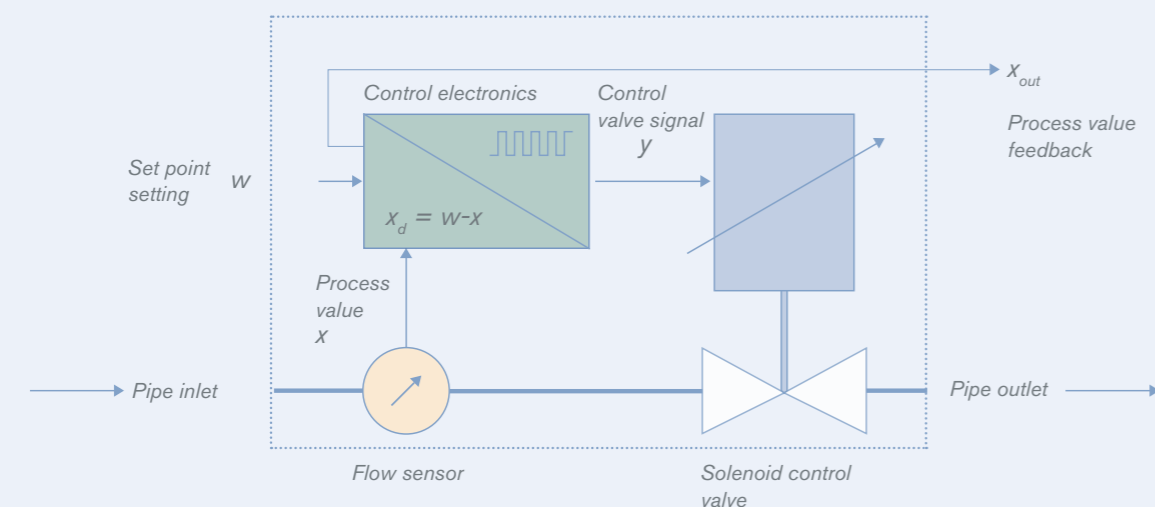 x_out
Control electronics
Control
valve signal
y
Process value
feedback
Set point
setting
w
x_d = w-x
Process
value
x
Pipe inlet
Pipe outlet
Flow sensor
Solenoid control
valve